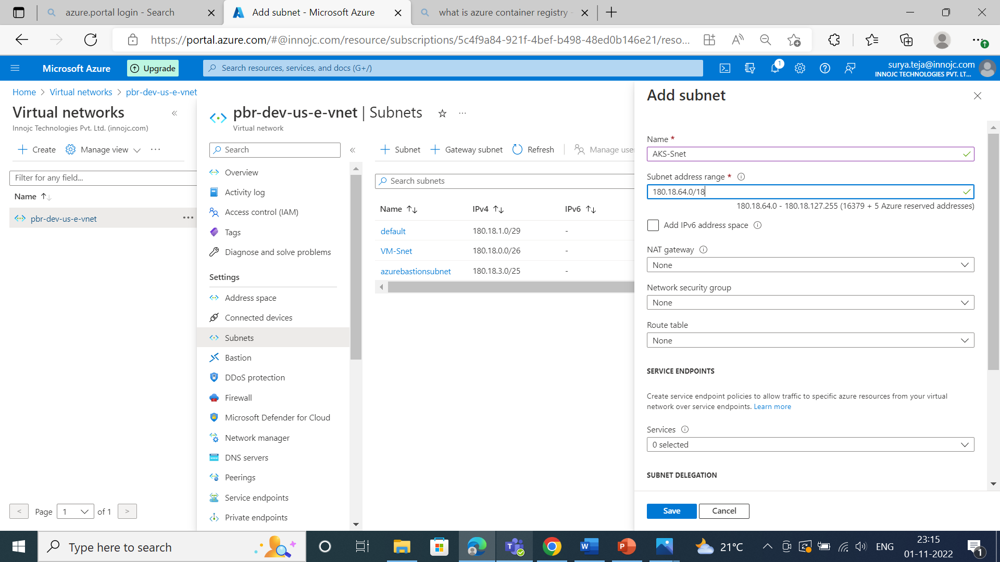 azure.portal login - Search
Add subnet - Microsoft Azure
what is azure container registry -
https://portal.azure.com/#@innojc.com/resource/subscriptions/5c4f9a84-921f-4bef-b498-48ed0b146e21/reso...
Microsoft Azure
Upgrade
Search resources, services, and docs (G+/)
1
surya.teja@innojc.com
INNOJC TECHNOLOGIES PVT. LT...
Home > Virtual networks > pbr-dev-us-e-vnet
Virtual networks
Innojc Technologies Pvt. Ltd. (innojc.com)
Create
Manage view
Filter for any field...
Name
pbr-dev-us-e-vnet
< Page 1 of 1 >
pbr-dev-us-e-vnet | Subnets
Virtual network
Search
Overview
Activity log
Access control (IAM)
Tags
Diagnose and solve problems
Settings
Address space
Connected devices
Subnets
Bastion
DDoS protection
Firewall
Microsoft Defender for Cloud
Network manager
DNS servers
Peerings
Service endpoints
Private endpoints
+ Subnet + Gateway subnet Refresh Manage use
Search subnets
Name IPv4 IPv6
default 180.18.1.0/29 -
VM-Snet 180.18.0.0/26 -
azurebastionsubnet 180.18.3.0/25 -
Add subnet
Name *
AKS-Snet
Subnet address range *
180.18.64.0/18
180.18.64.0 - 180.18.127.255 (16379 + 5 Azure reserved addresses)
Add IPv6 address space
NAT gateway
None
Network security group
None
Route table
None
SERVICE ENDPOINTS
Create service endpoint policies to allow traffic to specific azure resources from your virtual
network over service endpoints. Learn more
Services
0 selected
SUBNET DELEGATION
Save
Cancel
Type here to search
21°C
ENG
23:15
01-11-2022
1